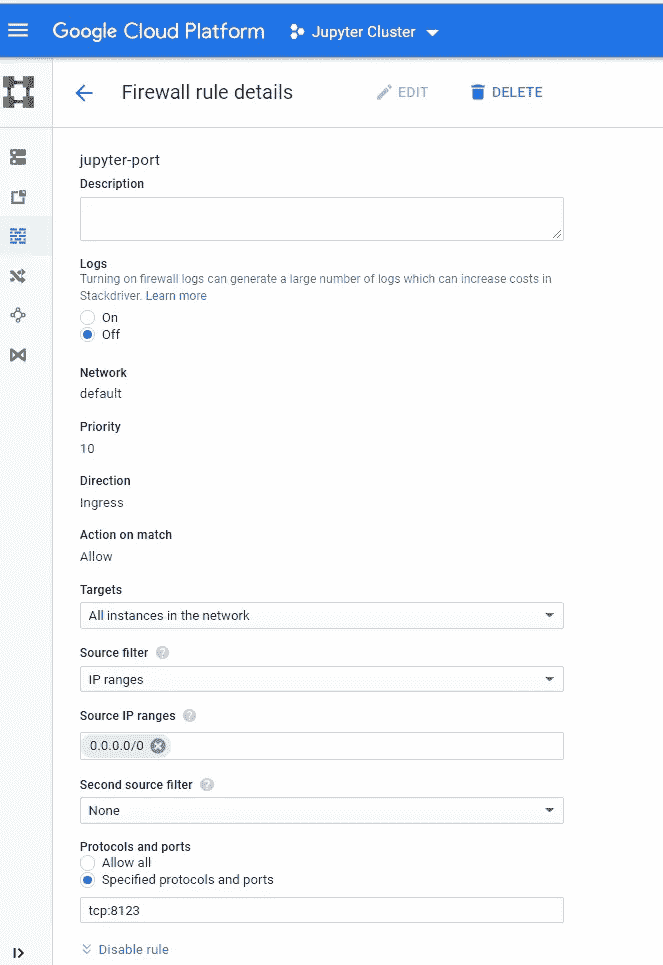 Google Cloud Platform Jupyter Cluster
Firewall rule details EDIT DELETE
jupyter-port
Description
Logs
Turning on firewall logs can generate a large number of logs which can increase costs in
Stackdriver. Learn more
On
Off
Network
default
Priority
10
Direction
Ingress
Action on match
Allow
Targets
All instances in the network
Source filter ?
IP ranges
Source IP ranges ?
0.0.0.0/0
Second source filter ?
None
Protocols and ports
Allow all
Specified protocols and ports
tcp:8123
Disable rule